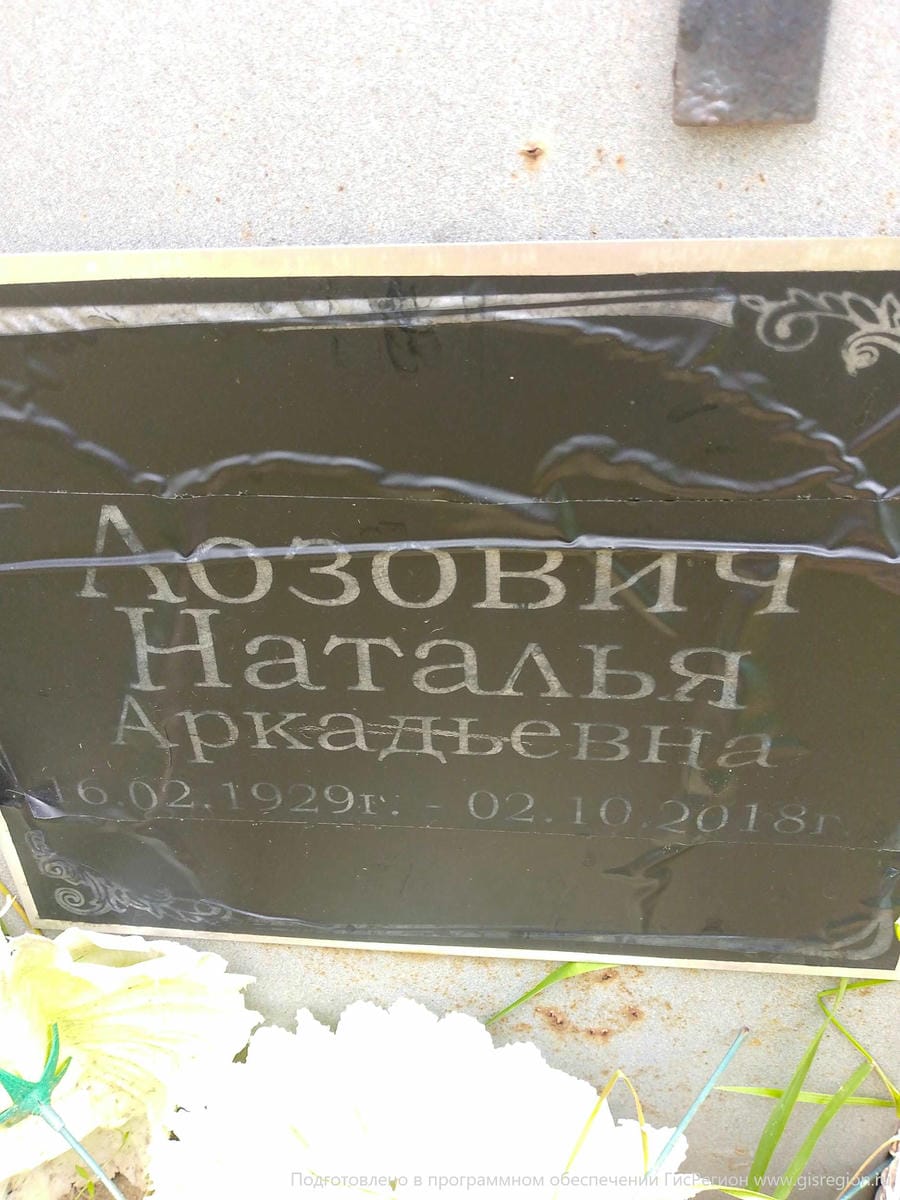 Лозович
Наталья
Аркадьевна
16.02.1929г. - 02.10.2018г.
Подготовлено в программном обеспечении ГисРегион www.gisregion.ru